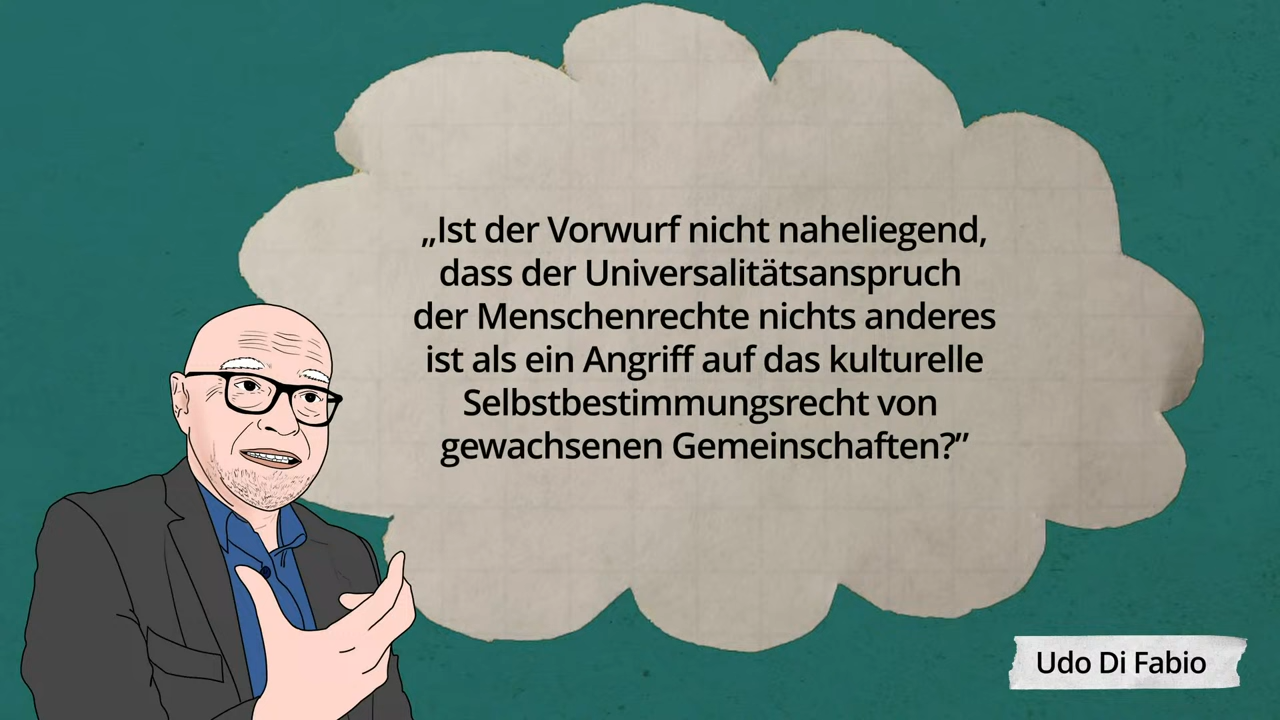 „Ist der Vorwurf nicht naheliegend,
dass der Universalitätsanspruch
der Menschenrechte nichts anderes
ist als ein Angriff auf das kulturelle
Selbstbestimmungsrecht von
gewachsenen Gemeinschaften?”
Udo Di Fabio